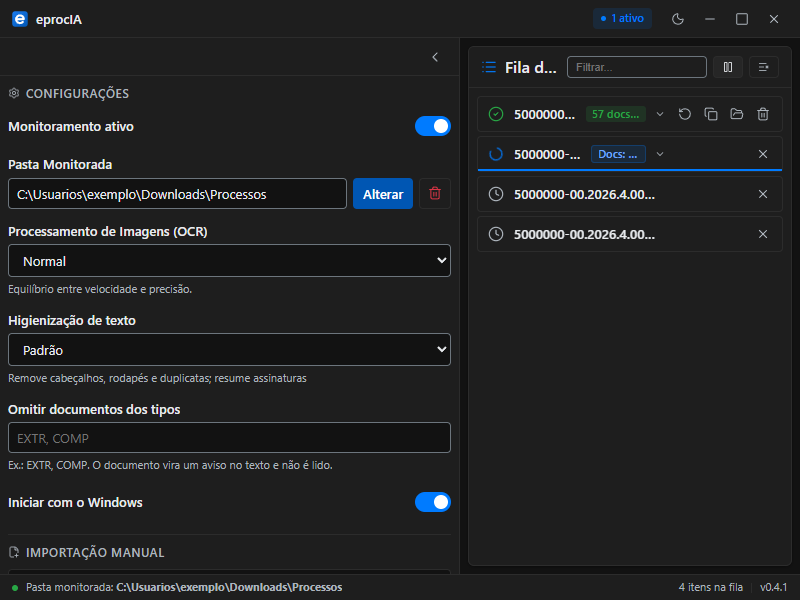 eprocIA
1 ativo
CONFIGURAÇÕES
Monitoramento ativo
Pasta Monitorada
C:\Usuarios\exemplo\Downloads\Processos
Alterar
Processamento de Imagens (OCR)
Normal
Equilíbrio entre velocidade e precisão.
Higienização de texto
Padrão
Remove cabeçalhos, rodapés e duplicatas; resume assinaturas
Omitir documentos dos tipos
EXTR, COMP
Ex.: EXTR, COMP. O documento vira um aviso no texto e não é lido.
Iniciar com o Windows
IMPORTAÇÃO MANUAL
Fila d...
Filtrar...
5000000... 57 docs...
5000000-... Docs: ...
5000000-00.2026.4.00...
5000000-00.2026.4.00...
Pasta monitorada: C:\Usuarios\exemplo\Downloads\Processos
4 itens na fila
v0.4.1